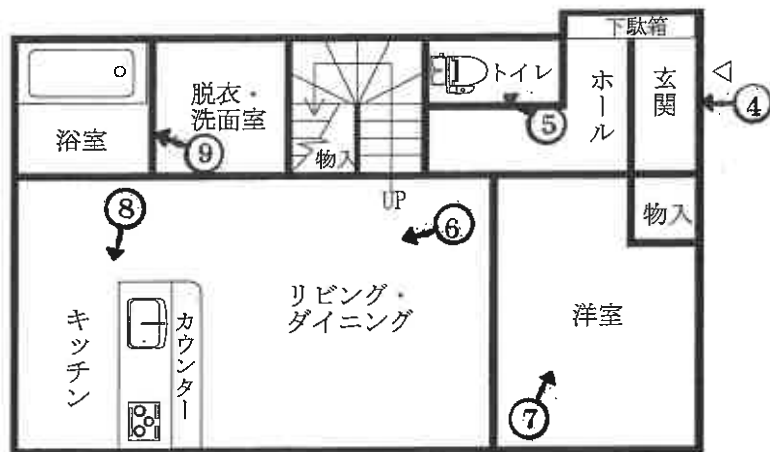 下駄箱
トイレ
ホール
玄関
④
脱衣・
洗面室
⑤
浴室
⑨
物入
UP
物入
⑧
⑥
リビング・
ダイニング
洋室
キッチン
カウンター
⑦